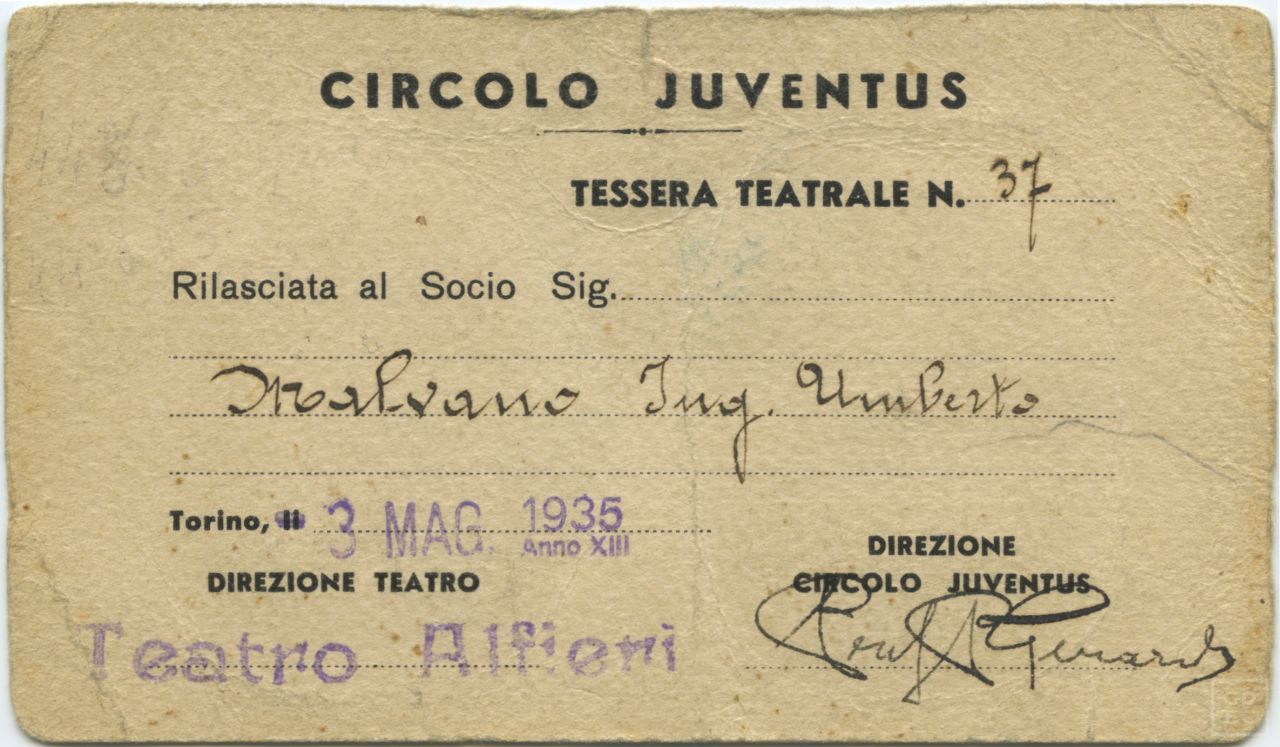 CIRCOLO JUVENTUS
TESSERA TEATRALE N. 37
Rilasciata al Socio Sig.
Malvano Ing. Umberto
Torino, li - 3 MAG. 1935
Anno XIII
DIREZIONE TEATRO
Teatro Alfieri
DIREZIONE
CIRCOLO JUVENTUS